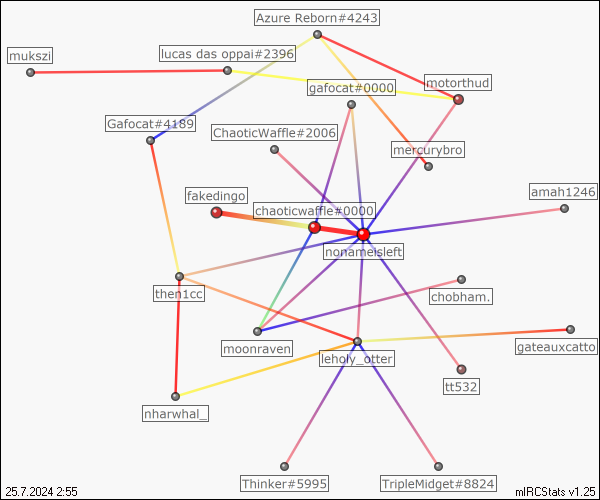 Azure Reborn#4243
mukszi
lucas das oppai#2396
gafocat#0000
motorthud
Gafocat#4189
ChaoticWaffle#2006
mercurybro
fakedingo
amah1246
chaoticwaffle#0000
nonameisleft
then1cc
chobham.
moonraven
leholy_otter
gateauxcatto
tt532
nharwhal_
Thinker#5995
TripleMidget#8824
25.7.2024 2:55
mIRCStats v1.25